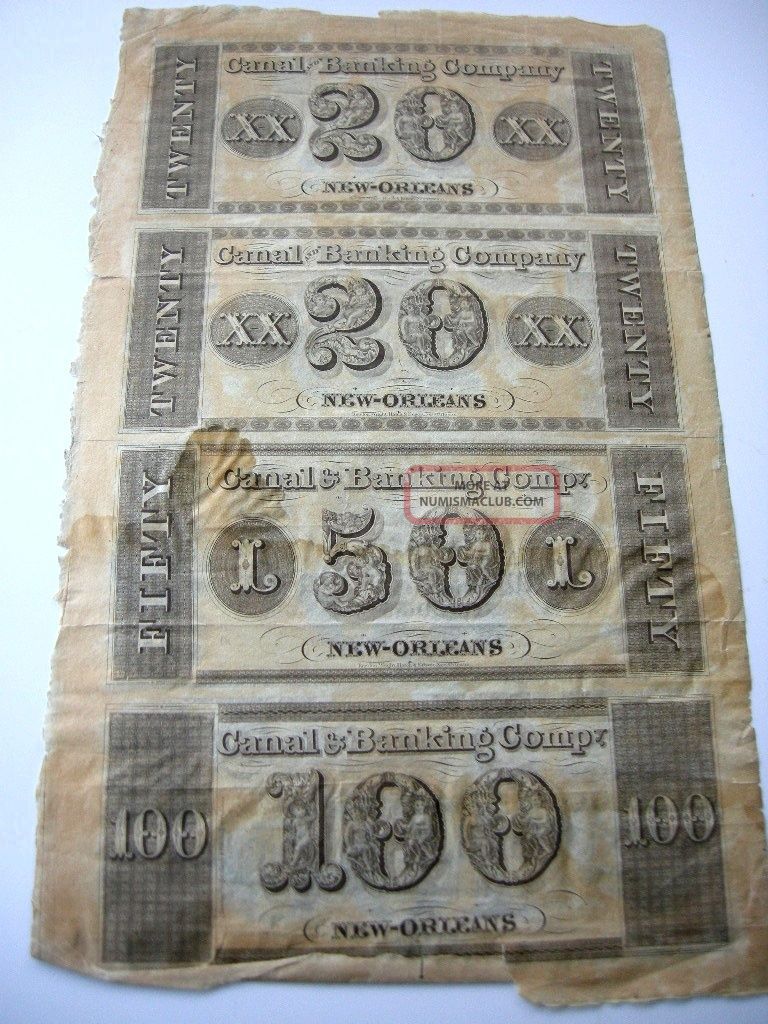 Canal and Banking Company
TWENTY XX 20 XX TWENTY
NEW-ORLEANS
Canal and Banking Company
TWENTY XX 20 XX TWENTY
NEW-ORLEANS
Canal & Banking Compy.
MORE AT
NUMISMACLUB.COM
FIFTY L 50 L FIFTY
NEW-ORLEANS
Canal & Banking Compy.
100 100 100
NEW-ORLEANS